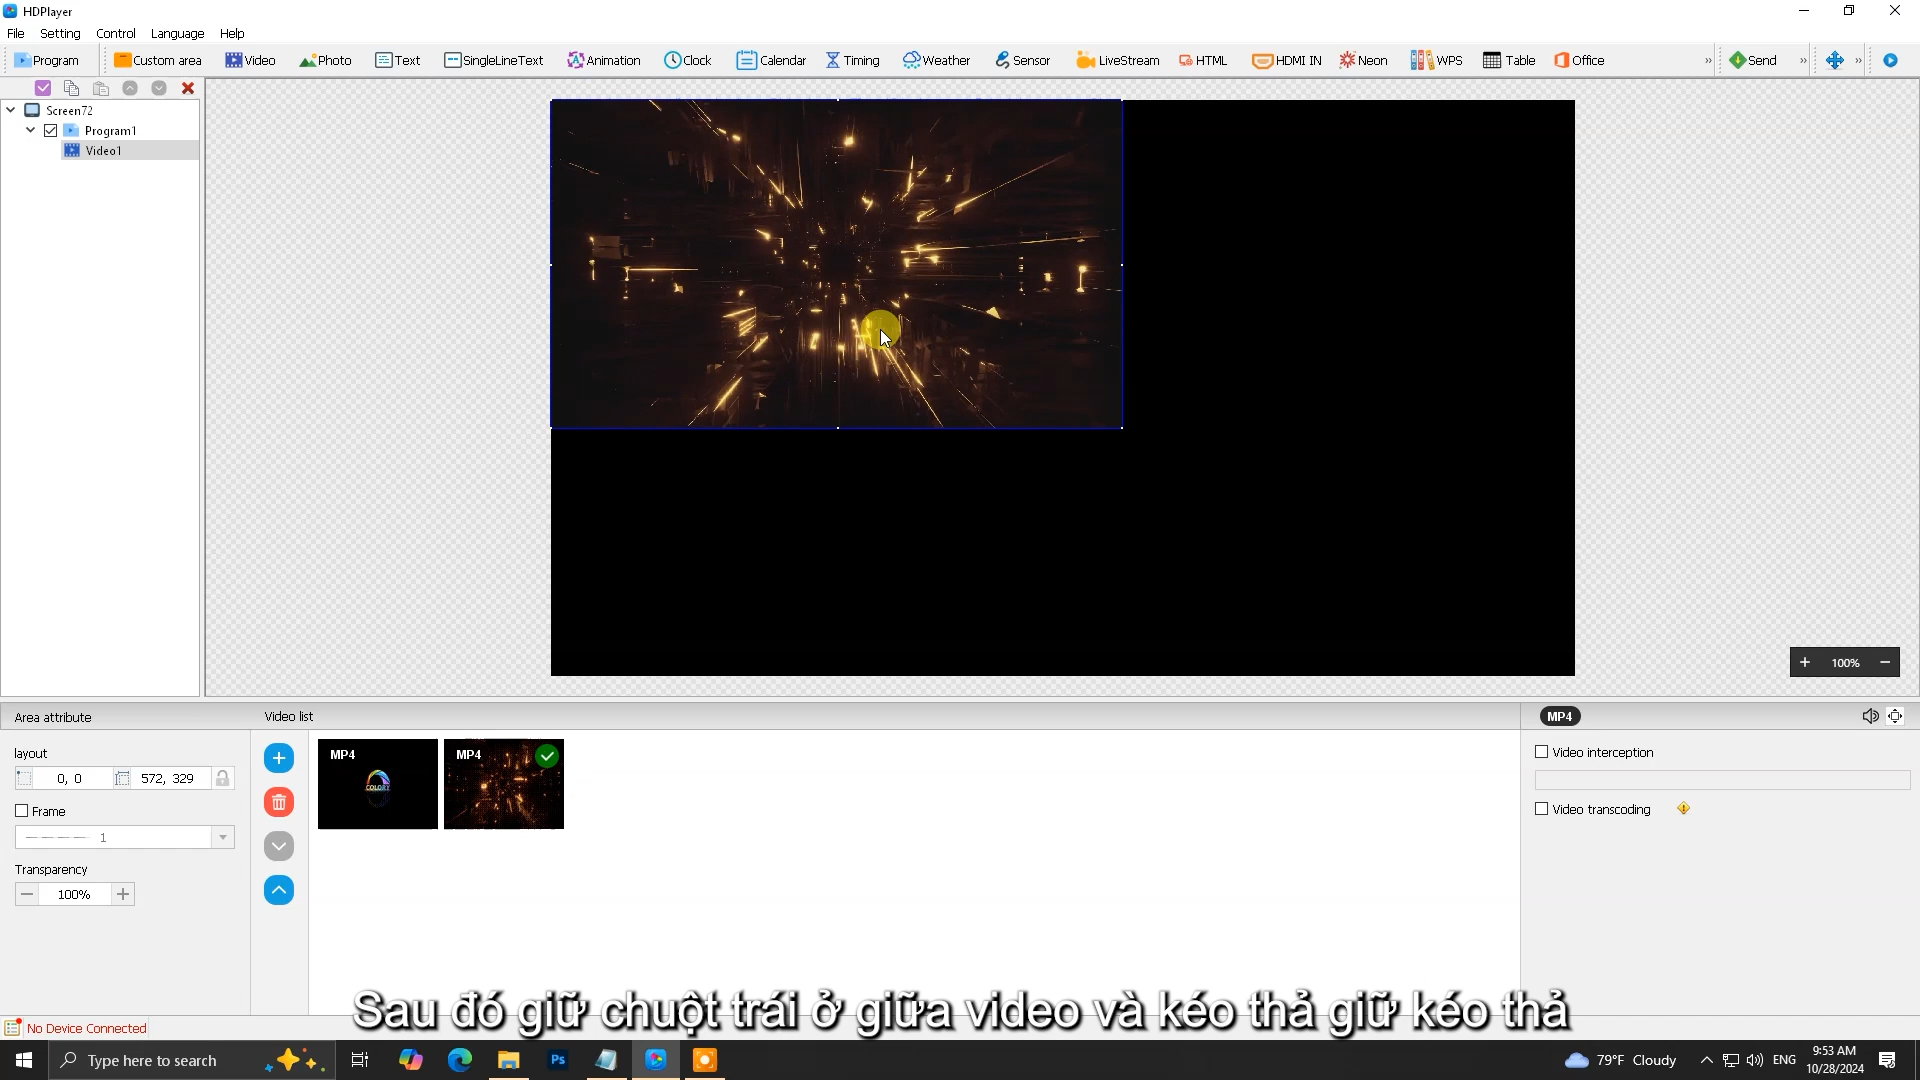 HDPlayer
File Setting Control Language Help
Program Custom area Video Photo Text SingleLineText Animation Clock Calendar Timing Weather Sensor LiveStream HTML HDMI IN Neon WPS Table Office » Send » »
Screen72
Program1
Video1
+ 100% −
Area attribute Video list MP4
layout
0, 0 572, 329
Frame
1
Transparency
100%
MP4 MP4
COLORY
Video interception
Video transcoding
Sau đó giữ chuột trái ở giữa video và kéo thả giữ kéo thả
No Device Connected
Type here to search Ps 79°F Cloudy ENG 9:53 AM
10/28/2024